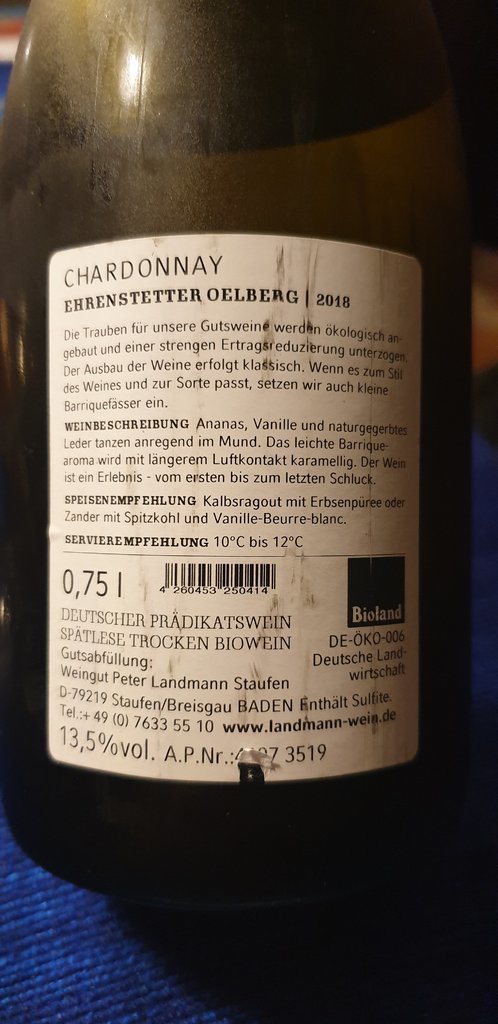 CHARDONNAY
EHRENSTETTER OELBERG | 2018
Die Trauben für unsere Gutsweine werden ökologisch an-
gebaut und einer strengen Ertragsreduzierung unterzogen.
Der Ausbau der Weine erfolgt klassisch. Wenn es zum Stil
des Weines und zur Sorte passt, setzen wir auch kleine
Barriquefässer ein.
WEINBESCHREIBUNG Ananas, Vanille und naturgegerbtes
Leder tanzen anregend im Mund. Das leichte Barrique-
aroma wird mit längerem Luftkontakt karamellig. Der Wein
ist ein Erlebnis - vom ersten bis zum letzten Schluck.
SPEISENEMPFEHLUNG Kalbsragout mit Erbsenpüree oder
Zander mit Spitzkohl und Vanille-Beurre-blanc.
SERVIEREMPFEHLUNG 10°C bis 12°C
0,75 l
4 260453 250414
Bioland
DEUTSCHER PRÄDIKATSWEIN
SPÄTLESE TROCKEN BIOWEIN
DE-ÖKO-006
Deutsche Land-
wirtschaft
Gutsabfüllung:
Weingut Peter Landmann Staufen
D-79219 Staufen/Breisgau BADEN Enthält Sulfite.
Tel.:+ 49 (0) 7633 55 10 www.landmann-wein.de
13,5%vol. A.P.Nr.: 3519